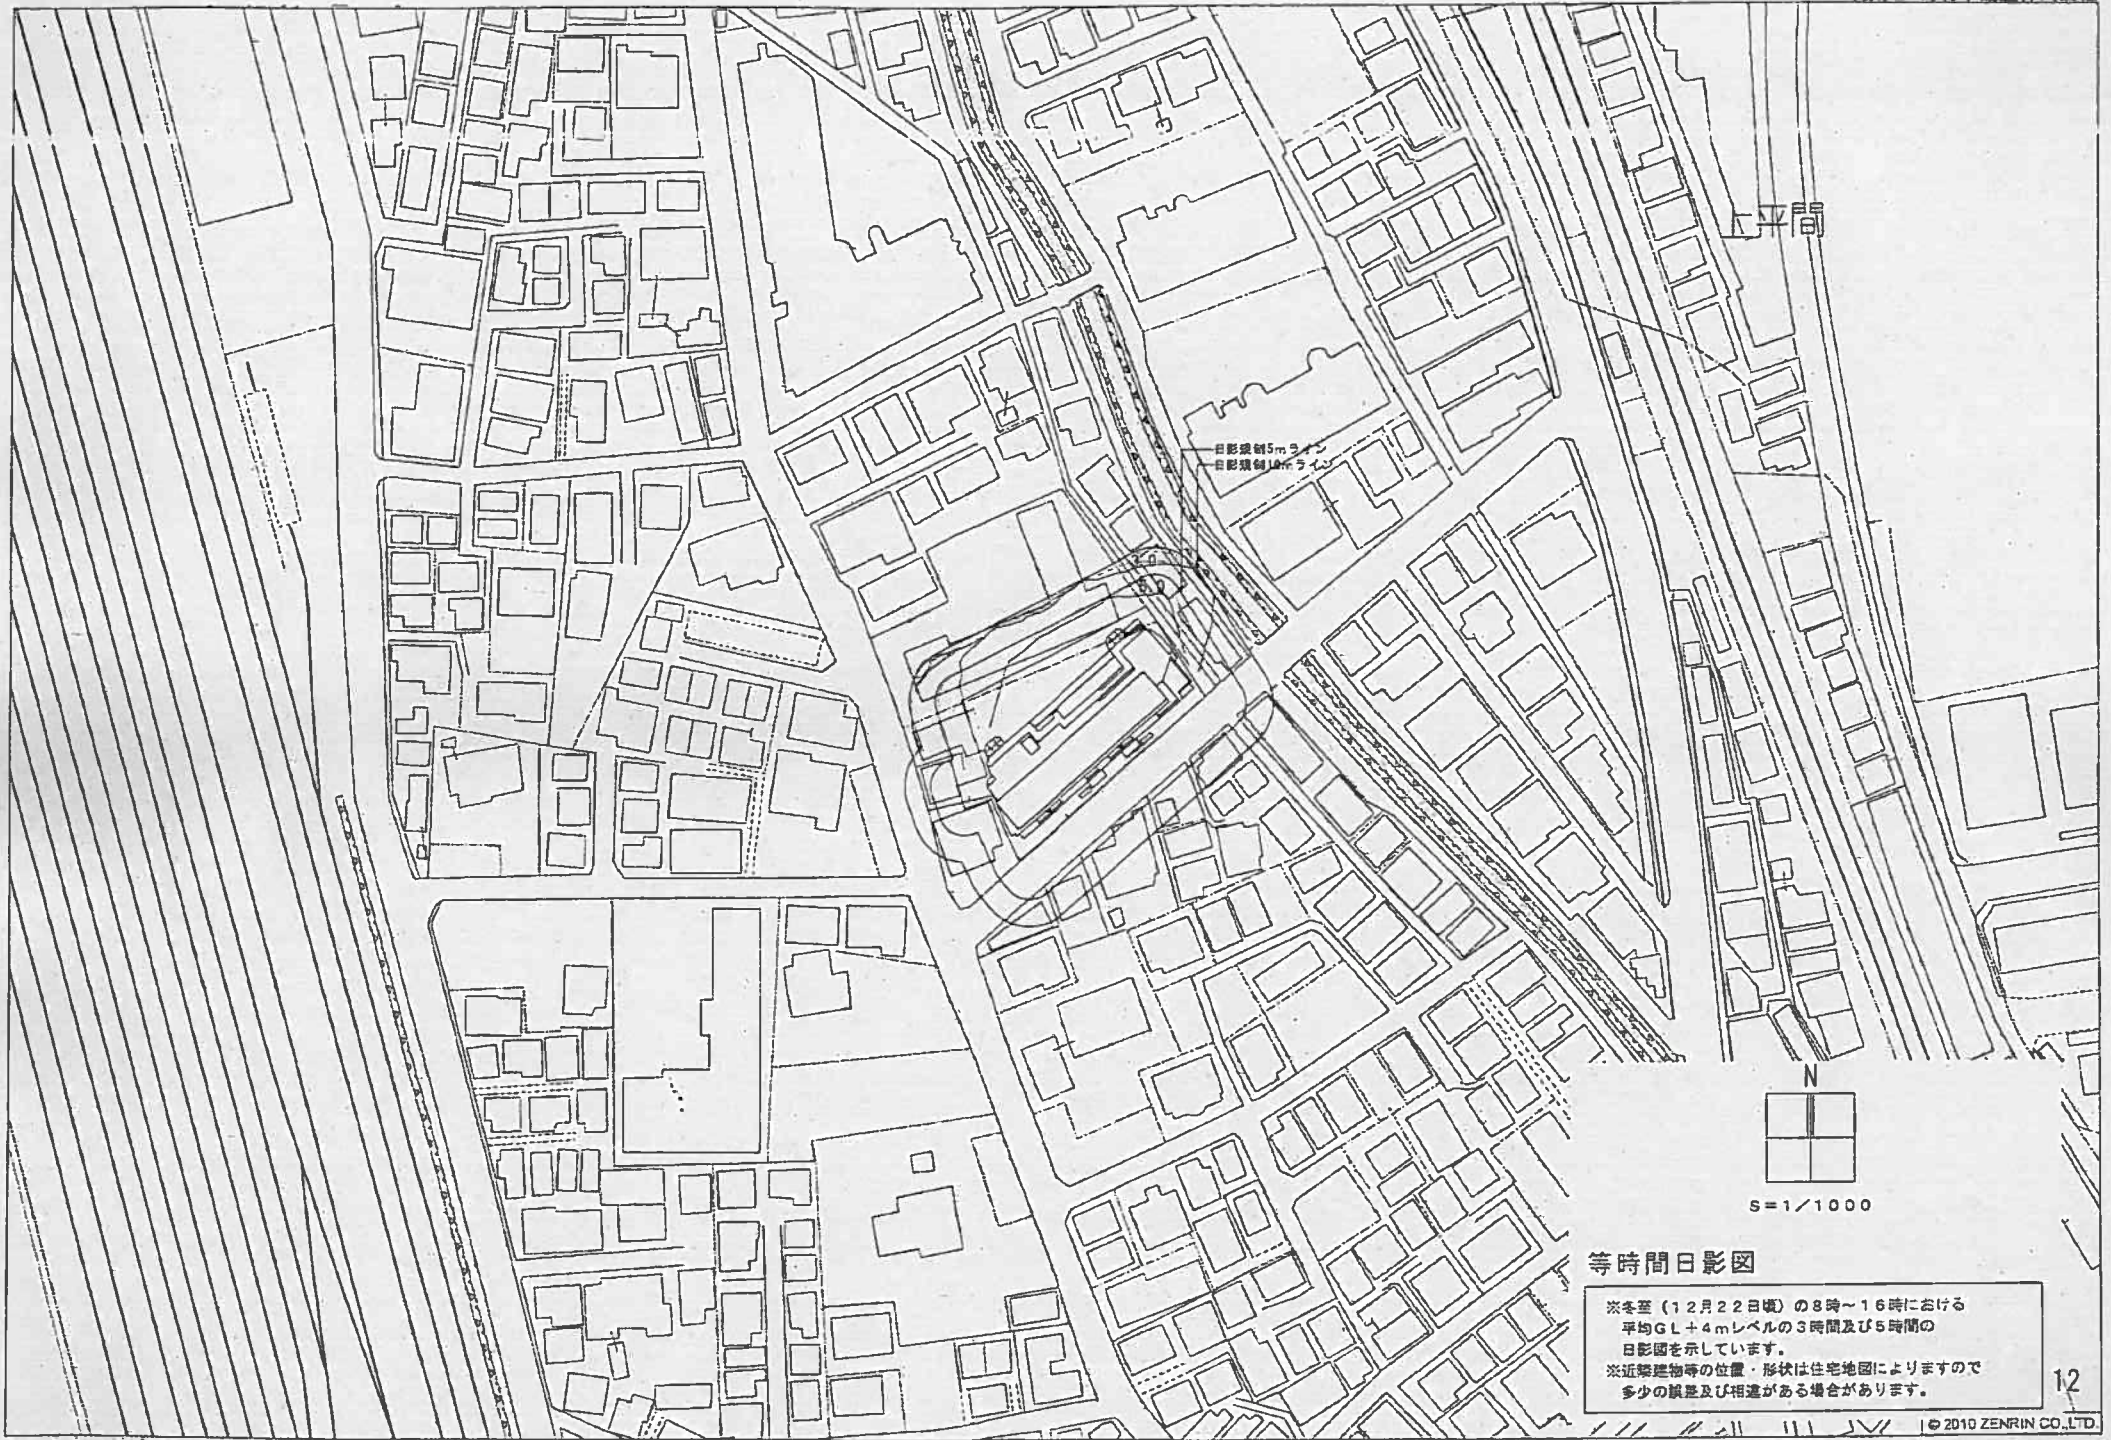 平間
日影規制5mライン
日影規制10mライン
N
S=1/1000
等時間日影図
※冬至（12月22日頃）の8時～16時における
平均GL+4mレベルの3時間及び5時間の
日影図を示しています。
※近隣建物等の位置・形状は住宅地図によりますので
多少の誤差及び相違がある場合があります。
12
©2010 ZENRIN CO.,LTD.